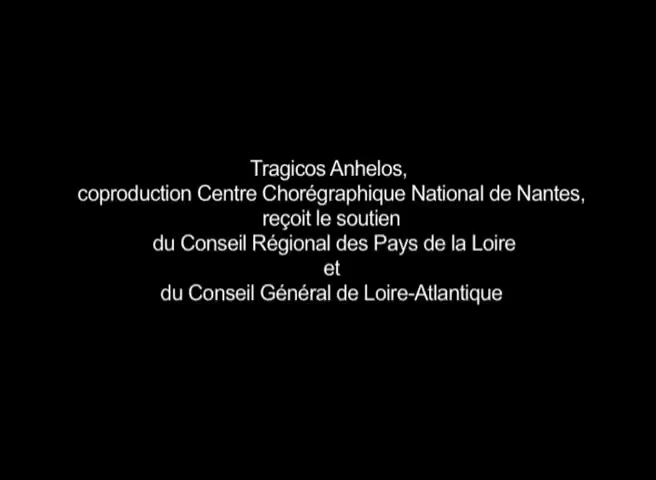 Tragicos Anhelos,
coproduction Centre Chorégraphique National de Nantes,
reçoit le soutien
du Conseil Régional des Pays de la Loire
et
du Conseil Général de Loire-Atlantique